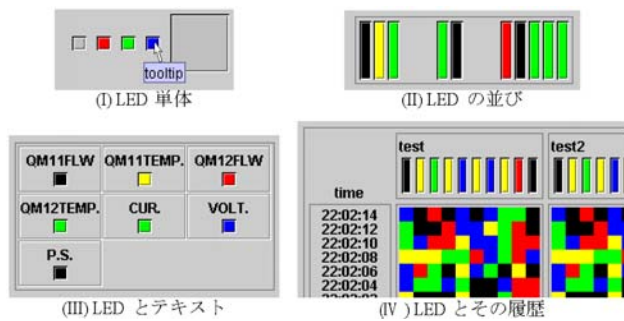 tooltip
(I) LED 単体
(II) LED の並び
QM11FLW QM11TEMP. QM12FLW
QM12TEMP. CUR. VOLT.
P.S.
(III) LED とテキスト
test test2
time
22:02:14
22:02:12
22:02:10
22:02:08
22:02:06
22:02:04
(IV) LED とその履歴